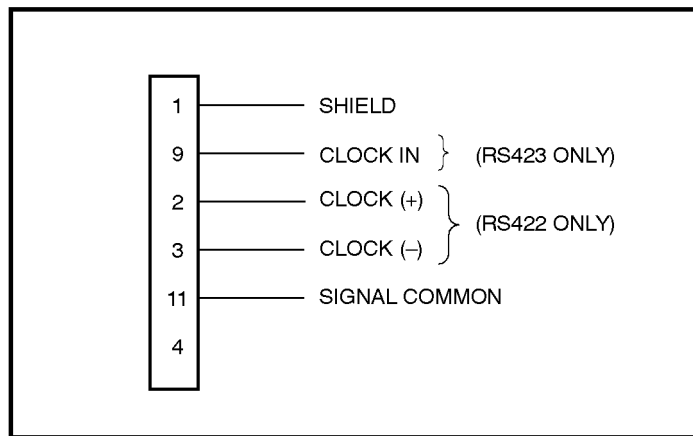 1 SHIELD
9 CLOCK IN } (RS423 ONLY)
2 CLOCK (+)
(RS422 ONLY)
3 CLOCK (–)
11 SIGNAL COMMON
4